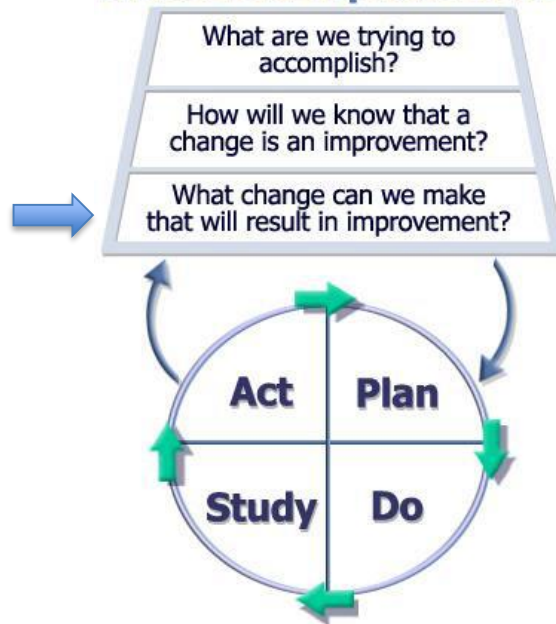 What are we trying to
accomplish?
How will we know that a
change is an improvement?
What change can we make
that will result in improvement?
Act
Plan
Study
Do